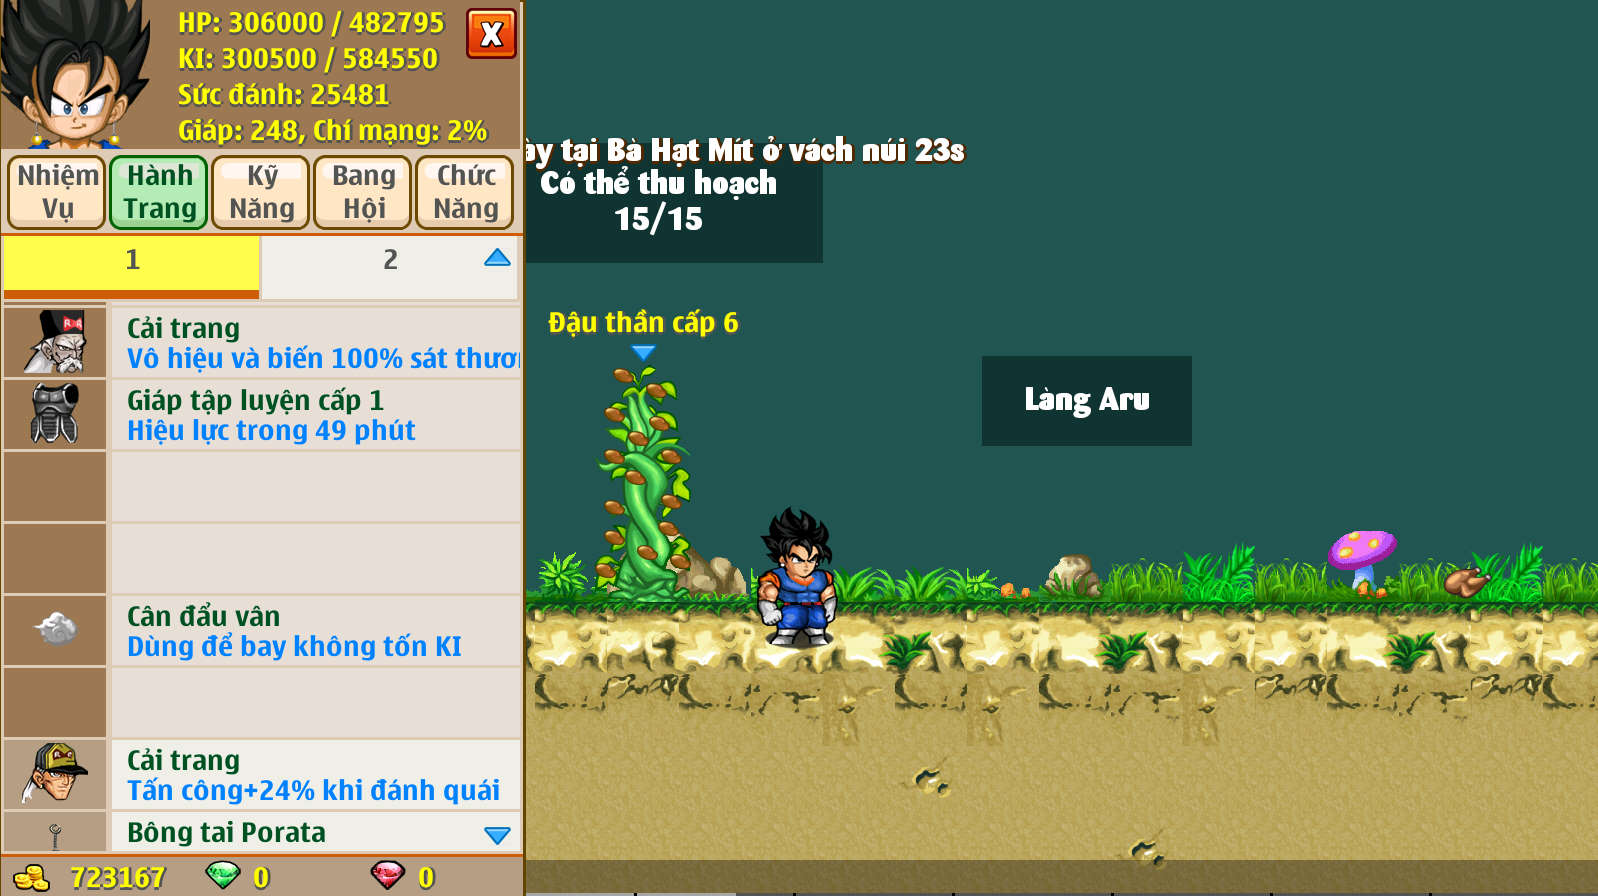 HP: 306000 / 482795
KI: 300500 / 584550
Sức đánh: 25481
Giáp: 248, Chí mạng: 2%
X
Nhiệm Vụ
Hành Trang
Kỹ Năng
Bang Hội
Chức Năng
1
2
Cải trang
Vô hiệu và biến 100% sát thươ
Giáp tập luyện cấp 1
Hiệu lực trong 49 phút
Cân đẩu vân
Dùng để bay không tốn KI
Cải trang
Tấn công+24% khi đánh quái
Bông tai Porata
723167
0
0
ày tại Bà Hạt Mít ở vách núi 23s
Có thể thu hoạch
15/15
Đậu thần cấp 6
Làng Aru